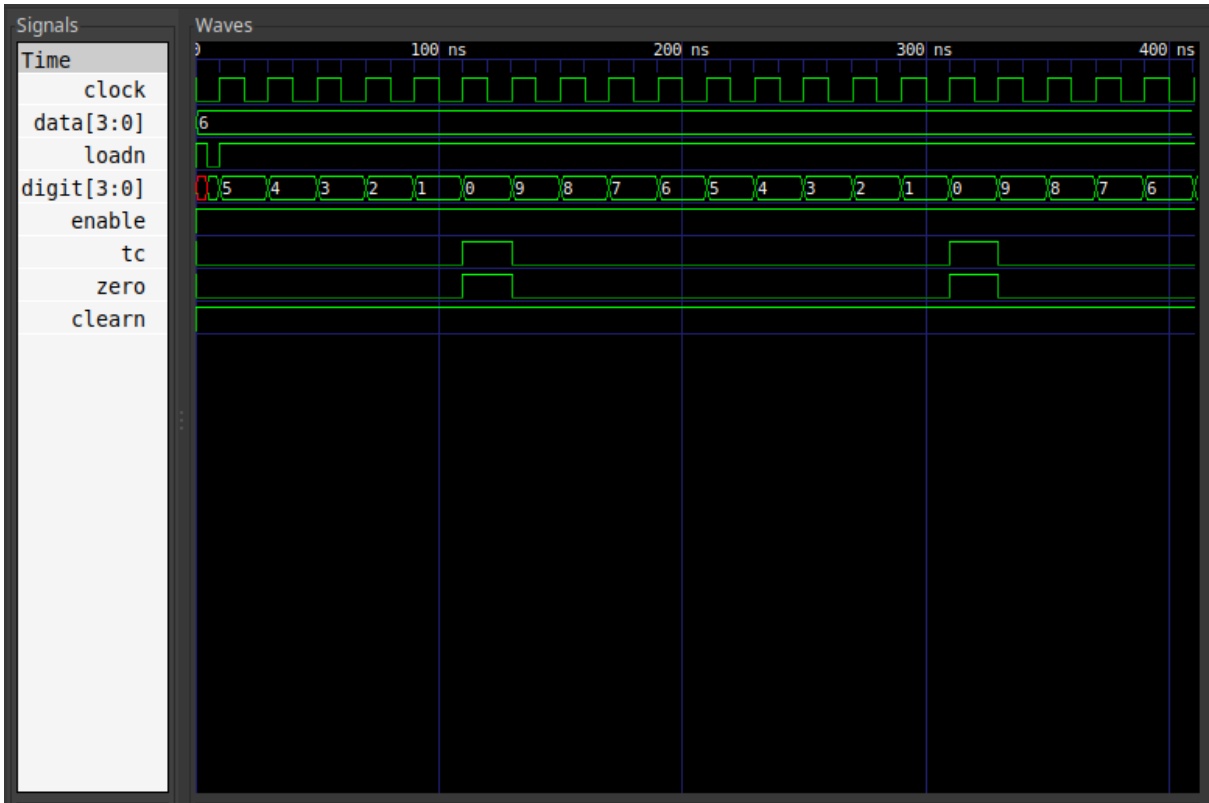 Signals Waves
Time 0 100 ns 200 ns 300 ns 400 ns
clock
data[3:0] 6
loadn
digit[3:0] 5 4 3 2 1 0 9 8 7 6 5 4 3 2 1 0 9 8 7 6
enable
tc
zero
clearn